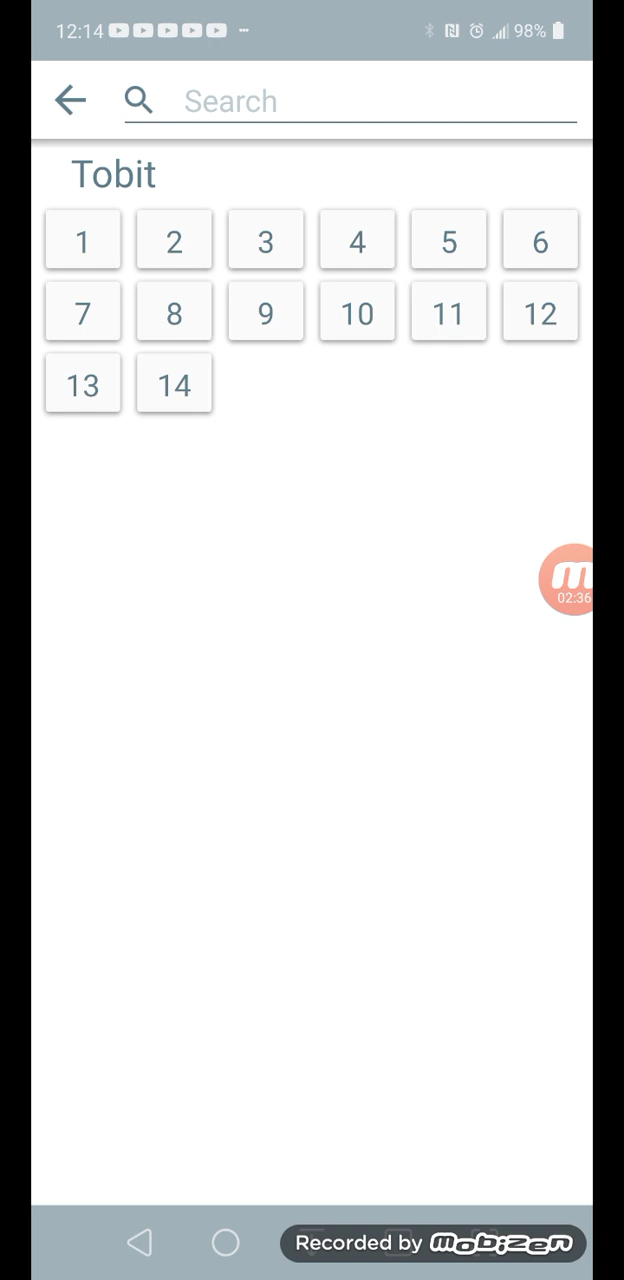 12:14 98%
Search
Tobit
1 2 3 4 5 6
7 8 9 10 11 12
13 14
m
02:36
Recorded by mobizen